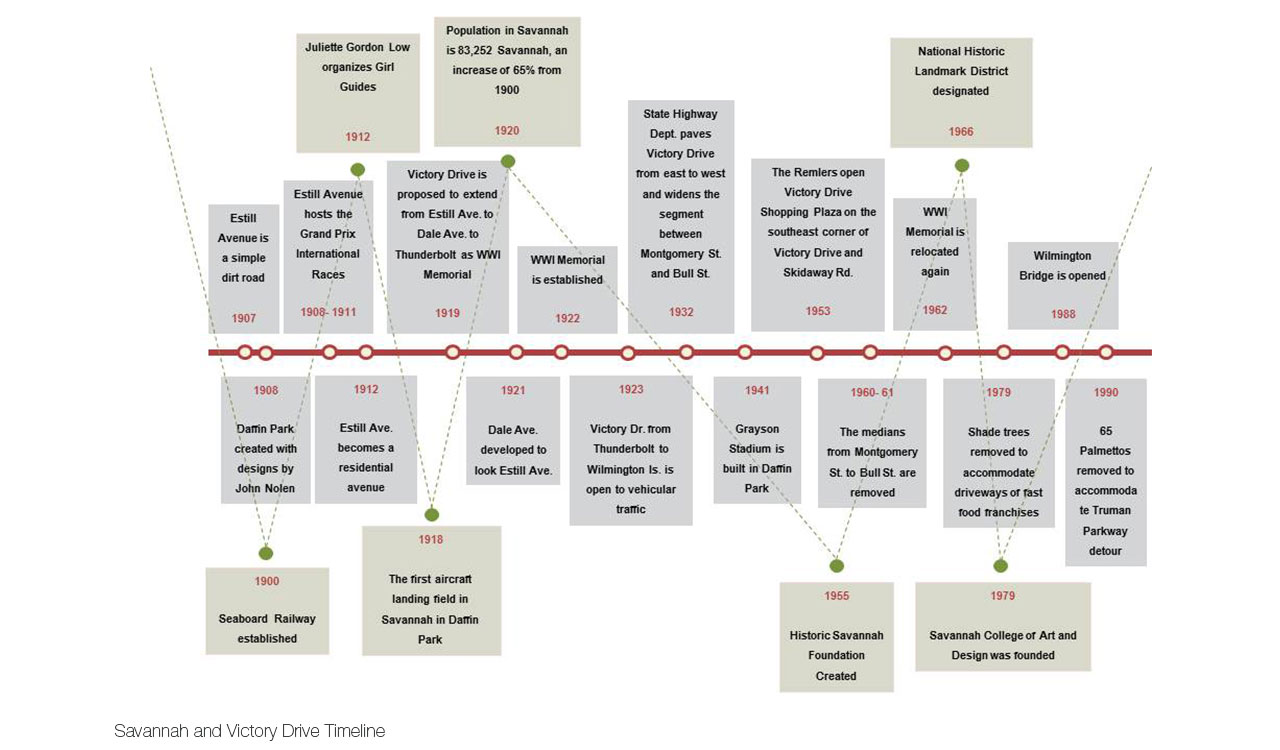 Juliette Gordon Low
organizes Girl
Guides
1912
Population in Savannah
is 83,252 Savannah, an
increase of 65% from
1900
1920
National Historic
Landmark District
designated
1966
Estill
Avenue is
a simple
dirt road
1907
Estill Avenue
hosts the
Grand Prix
International
Races
1908- 1911
Victory Drive is
proposed to extend
from Estill Ave. to
Dale Ave. to
Thunderbolt as WWI
Memorial
1919
WWI Memorial
is established
1922
State Highway
Dept. paves
Victory Drive
from east to west
and widens the
segment
between
Montgomery St.
and Bull St.
1932
The Remlers open
Victory Drive
Shopping Plaza on the
southeast corner of
Victory Drive and
Skidaway Rd.
1953
WWI
Memorial is
relocated
again
1962
Wilmington
Bridge is opened
1988
1908
Daffin Park
created with
designs by
John Nolen
1912
Estill Ave.
becomes a
residential
avenue
1921
Dale Ave.
developed to
look Estill Ave.
1923
Victory Dr. from
Thunderbolt to
Wilmington Is. is
open to vehicular
traffic
1941
Grayson
Stadium is
built in Daffin
Park
1960- 61
The medians
from Montgomery
St. to Bull St. are
removed
1979
Shade trees
removed to
accommodate
driveways of fast
food franchises
1990
65
Palmettos
removed to
accommoda
te Truman
Parkway
detour
1900
Seaboard Railway
established
1918
The first aircraft
landing field in
Savannah in Daffin
Park
1955
Historic Savannah
Foundation
Created
1979
Savannah College of Art and
Design was founded
Savannah and Victory Drive Timeline